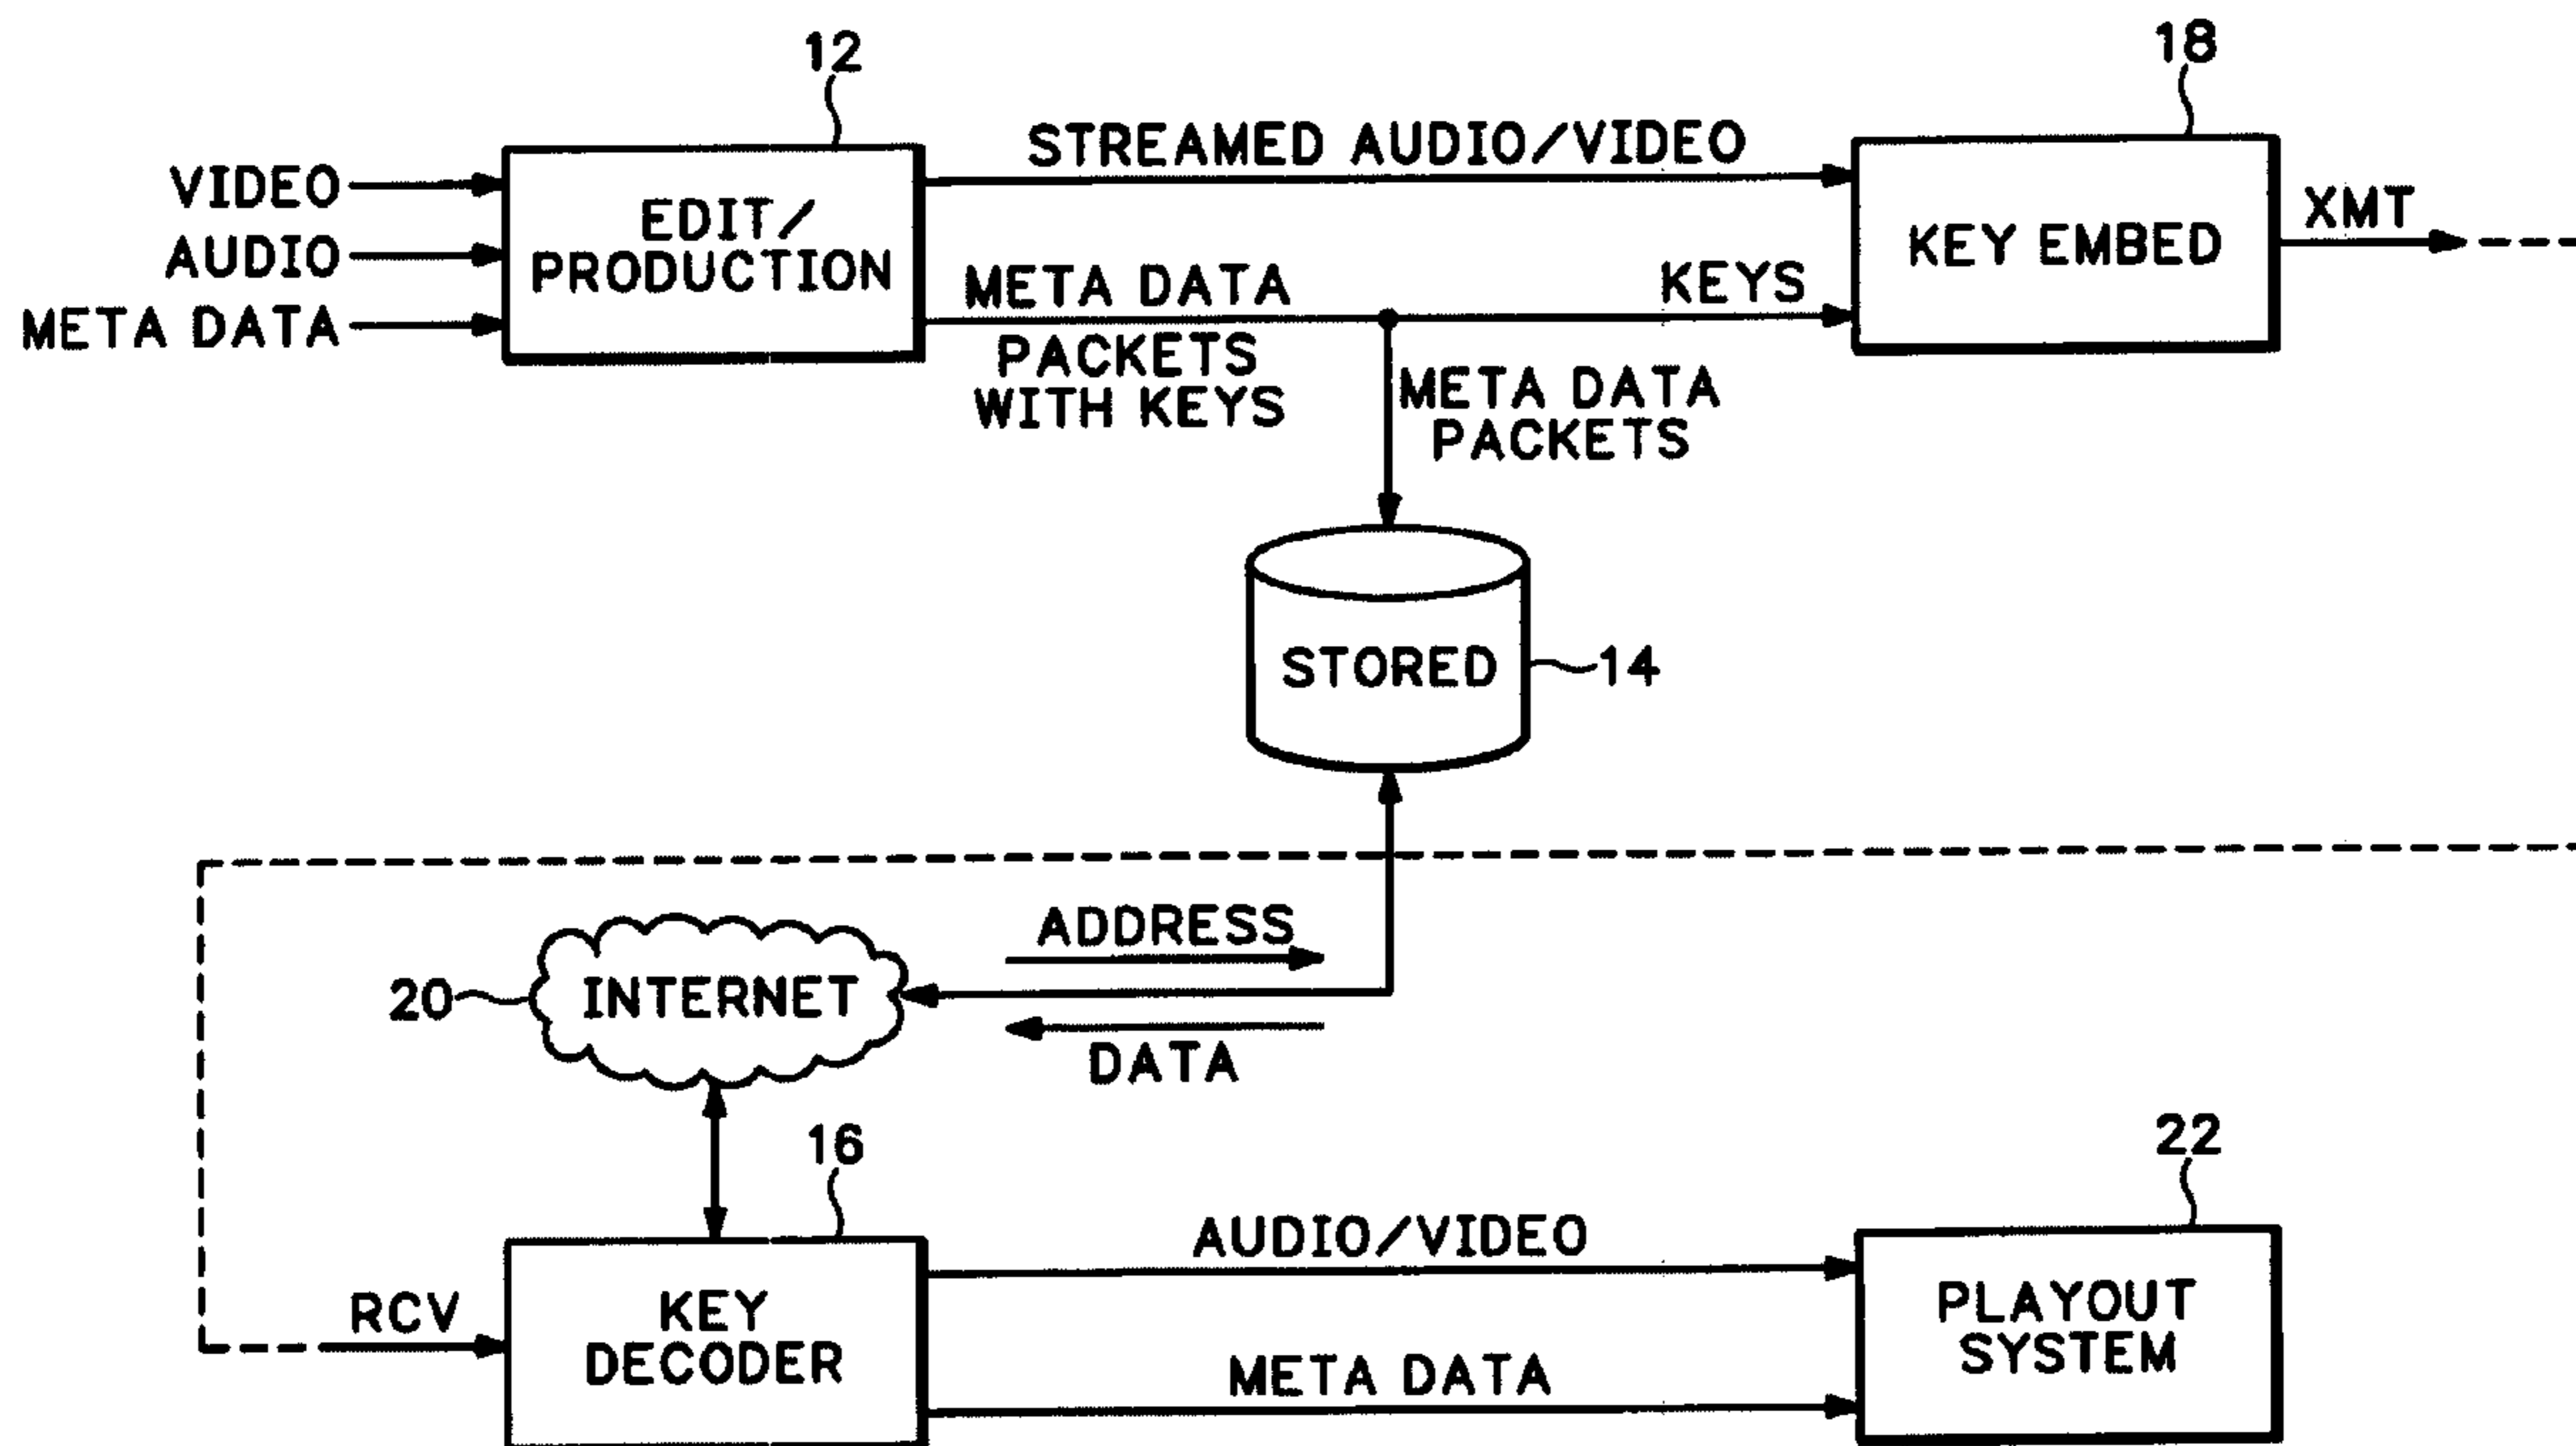 12
18
STREAMED AUDIO/VIDEO
VIDEO
AUDIO
META DATA
EDIT/
PRODUCTION
META DATA
PACKETS
WITH KEYS
KEYS
KEY EMBED
XMT
META DATA
PACKETS
STORED
14
ADDRESS
20
INTERNET
DATA
16
22
RCV
KEY
DECODER
AUDIO/VIDEO
META DATA
PLAYOUT
SYSTEM